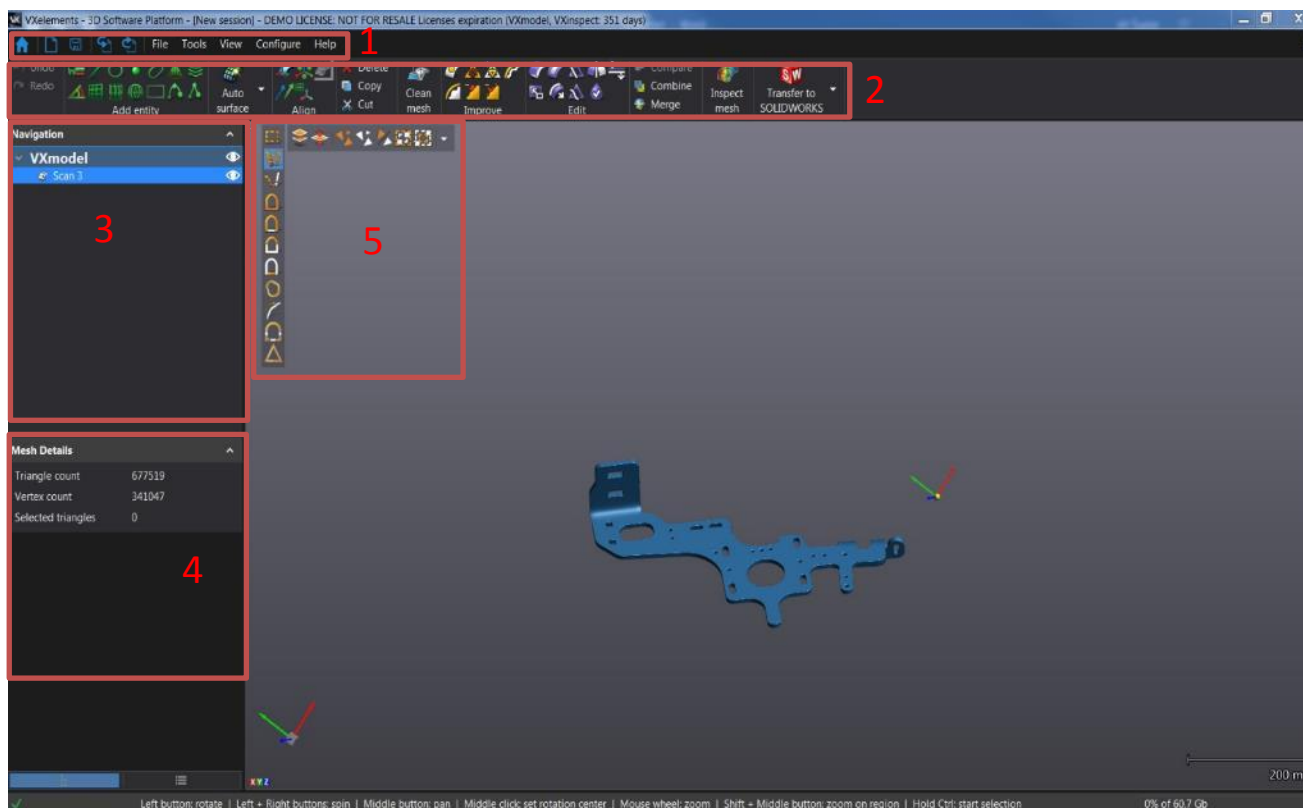 VXelements - 3D Software Platform - [New session] - DEMO LICENSE: NOT FOR RESALE Licenses expiration (VXmodel, VXinspect: 351 days)
File Tools View Configure Help
1
Undo Delete Compare
Redo Auto surface Copy Clean mesh Combine Inspect mesh Transfer to SOLIDWORKS
Cut Merge
Add entity Align Improve Edit
2
Navigation
VXmodel
Scan 3
3
5
Mesh Details
Triangle count 677519
Vertex count 341047
Selected triangles 0
4
XYZ
200 m
Left button: rotate | Left + Right buttons: spin | Middle button: pan | Middle click: set rotation center | Mouse wheel: zoom | Shift + Middle button: zoom on region | Hold Ctrl: start selection 0% of 60.7 Gb